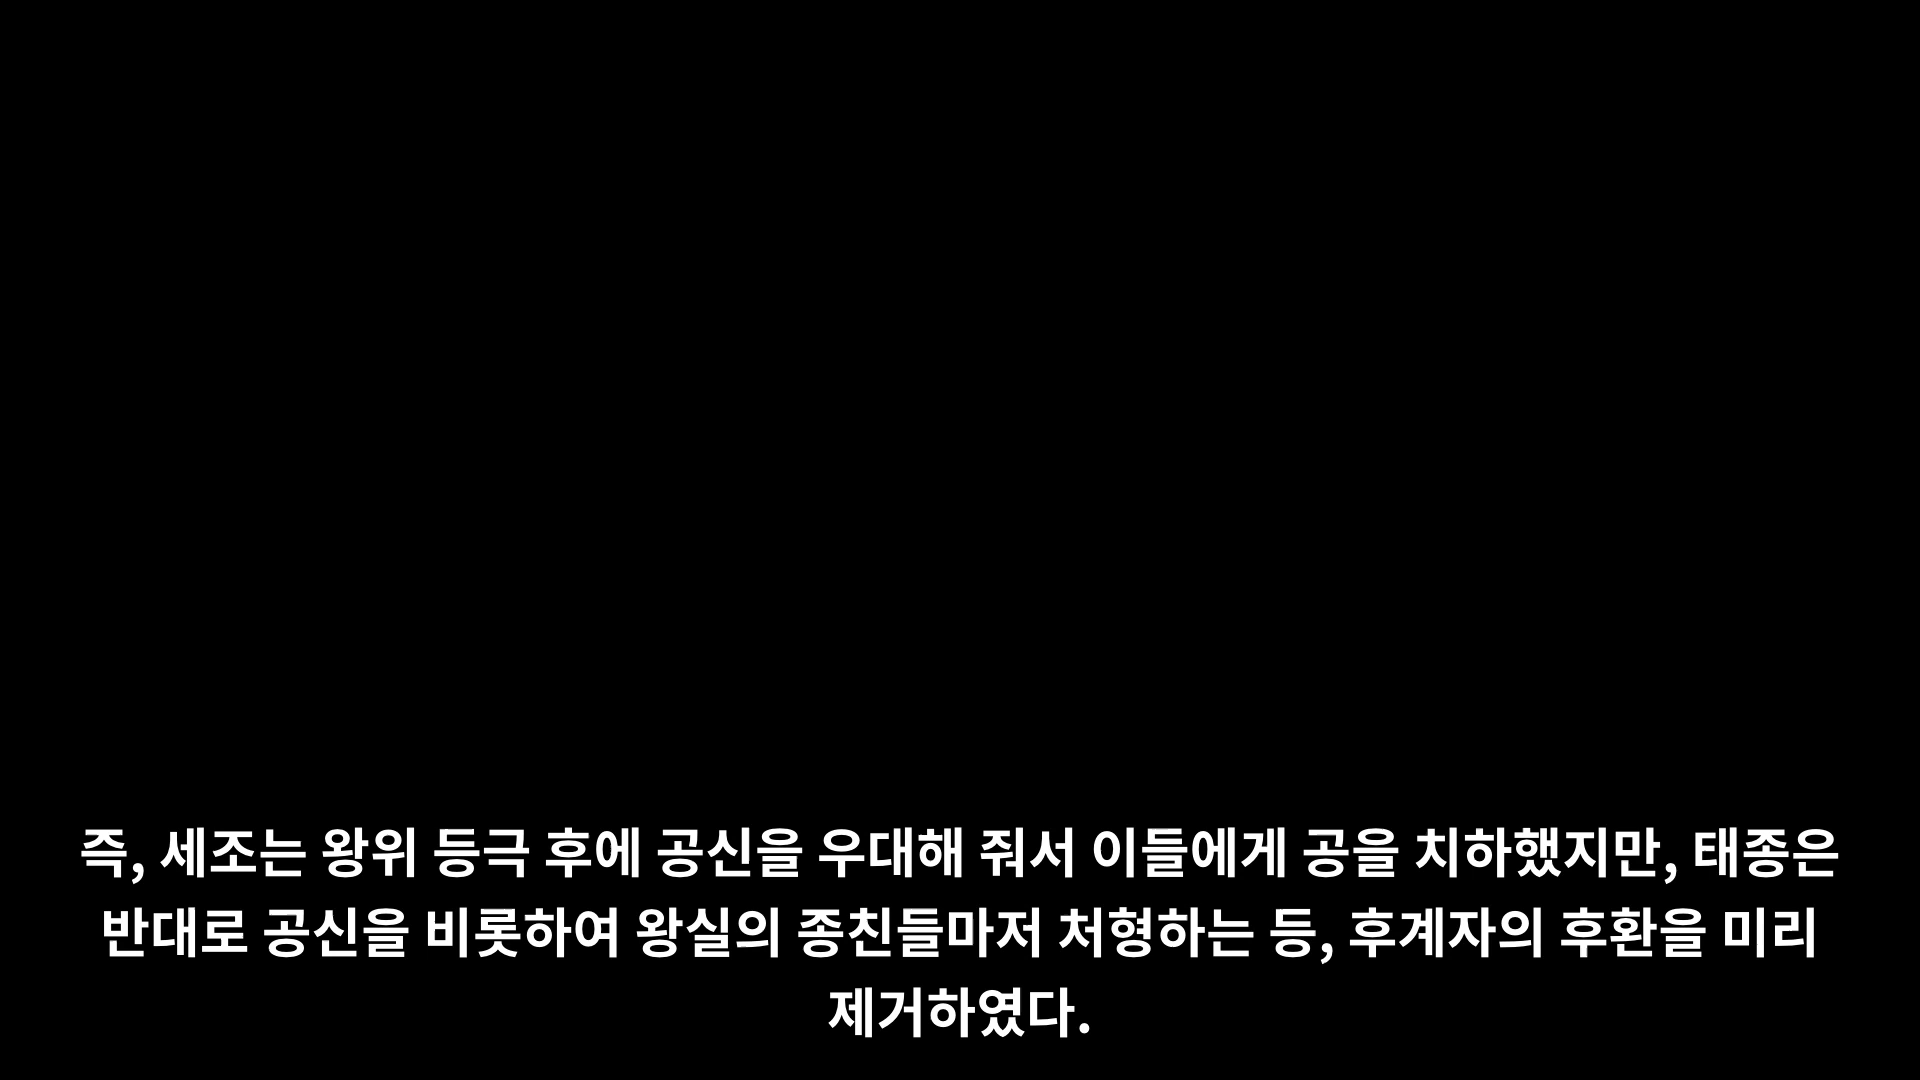 즉, 세조는 왕위 등극 후에 공신을 우대해 줘서 이들에게 공을 치하했지만, 태종은
반대로 공신을 비롯하여 왕실의 종친들마저 처형하는 등, 후계자의 후환을 미리
제거하였다.